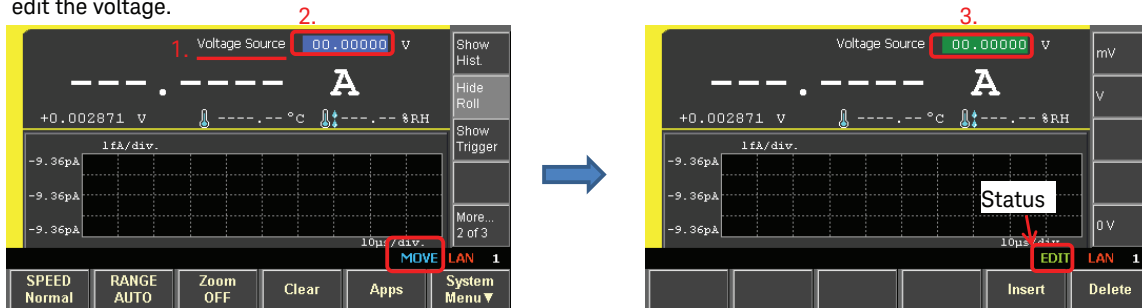 edit the voltage.
2.
1. Voltage Source 00.00000 V
---.---- A
+0.002871 V ----.-- °C ---.-- %RH
1fA/div.
-9.36pA
-9.36pA
-9.36pA
10µs/div.
Show
Hist.
Hide
Roll
Show
Trigger
More...
2 of 3
MOVE LAN 1
SPEED
Normal
RANGE
AUTO
Zoom
OFF
Clear
Apps
System
Menu▼
3.
Voltage Source 00.00000 V
---.---- A
+0.002871 V ----.-- °C ---.-- %RH
1fA/div.
-9.36pA
-9.36pA
-9.36pA
Status
10µs/div.
mV
V
0 V
EDIT LAN 1
Insert
Delete